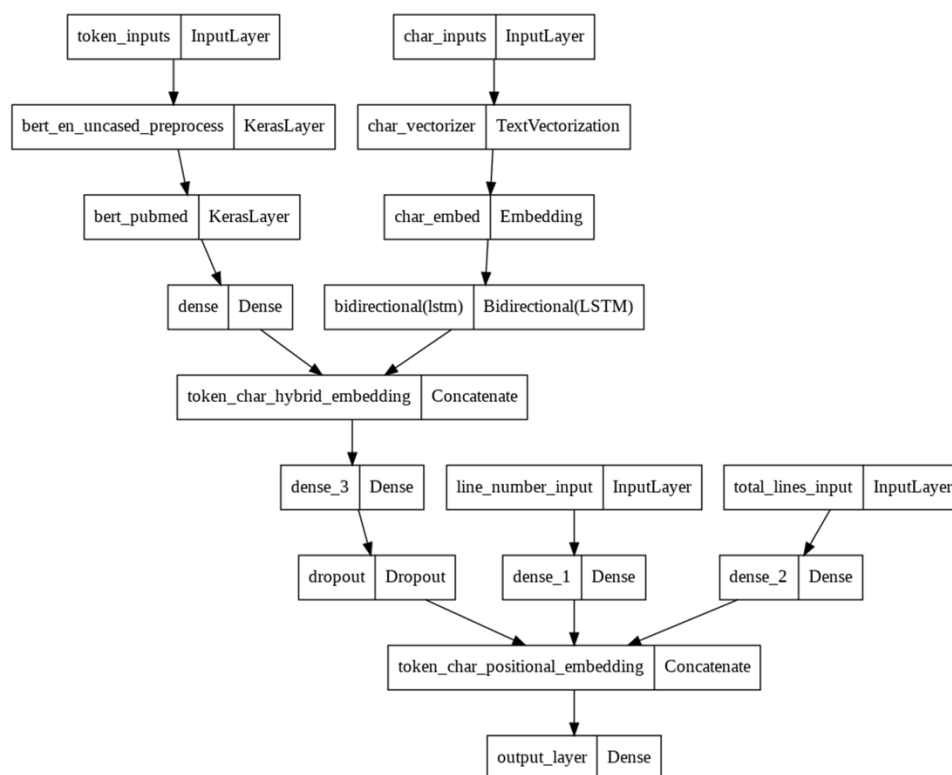 token_inputs InputLayer char_inputs InputLayer
bert_en_uncased_preprocess KerasLayer char_vectorizer TextVectorization
bert_pubmed KerasLayer char_embed Embedding
dense Dense bidirectional(lstm) Bidirectional(LSTM)
token_char_hybrid_embedding Concatenate
dense_3 Dense line_number_input InputLayer total_lines_input InputLayer
dropout Dropout dense_1 Dense dense_2 Dense
token_char_positional_embedding Concatenate
output_layer Dense